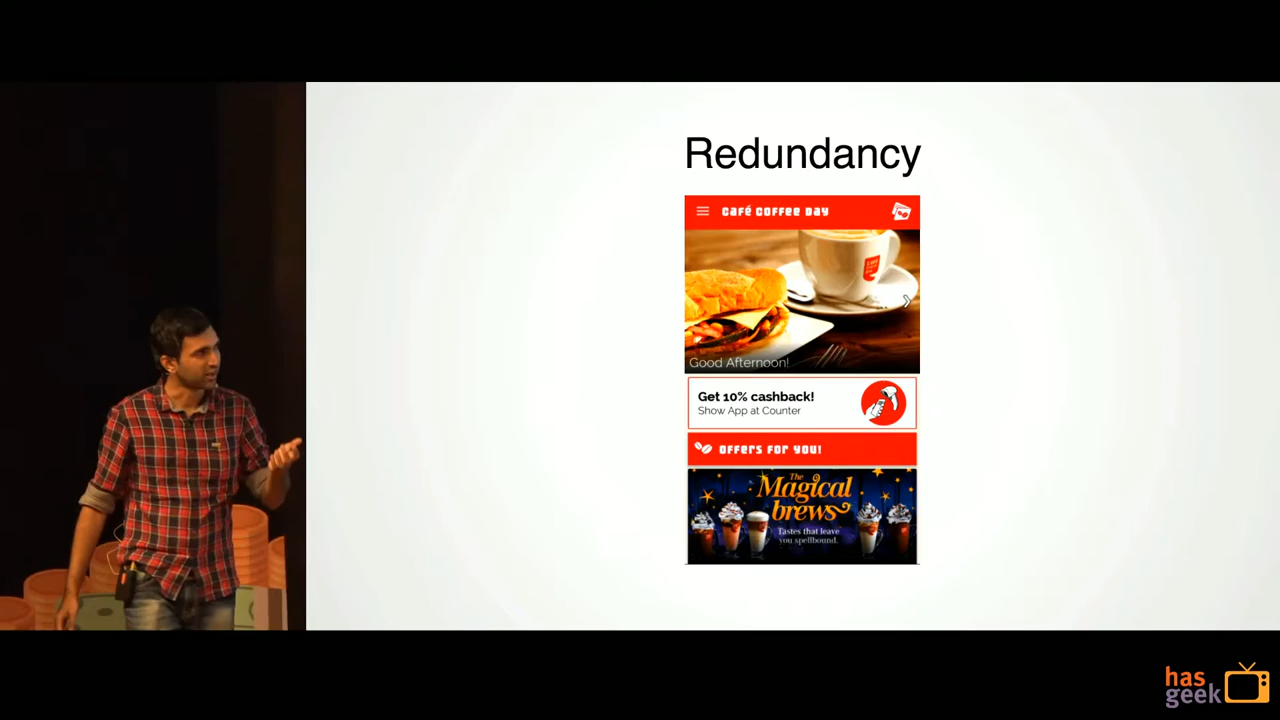 Redundancy
Café Coffee Day
Good Afternoon!
Get 10% cashback!
Show App at Counter
Offers for you!
The
Magical
brews
Tastes that leave
you spellbound.
has
geek